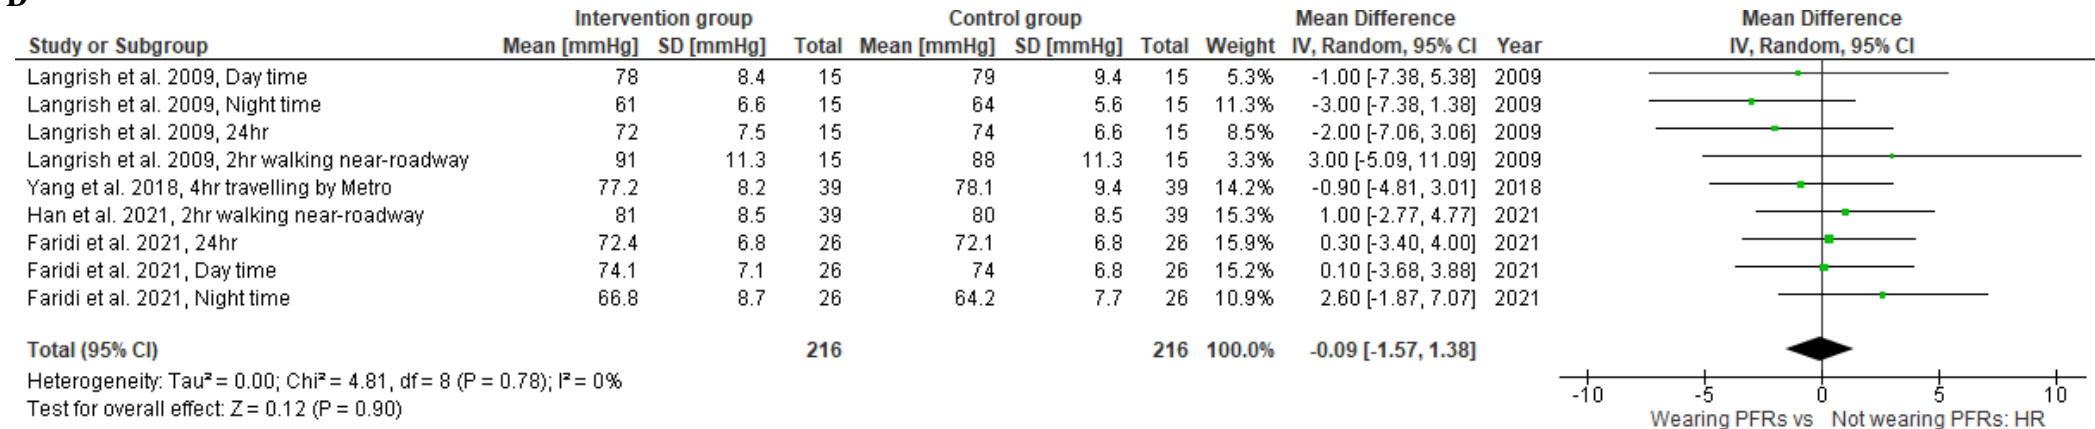 D
Intervention group Control group Mean Difference Mean Difference
Study or Subgroup Mean [mmHg] SD [mmHg] Total Mean [mmHg] SD [mmHg] Total Weight IV, Random, 95% CI Year IV, Random, 95% CI
Langrish et al. 2009, Day time 78 8.4 15 79 9.4 15 5.3% -1.00 [-7.38, 5.38] 2009
Langrish et al. 2009, Night time 61 6.6 15 64 5.6 15 11.3% -3.00 [-7.38, 1.38] 2009
Langrish et al. 2009, 24hr 72 7.5 15 74 6.6 15 8.5% -2.00 [-7.06, 3.06] 2009
Langrish et al. 2009, 2hr walking near-roadway 91 11.3 15 88 11.3 15 3.3% 3.00 [-5.09, 11.09] 2009
Yang et al. 2018, 4hr travelling by Metro 77.2 8.2 39 78.1 9.4 39 14.2% -0.90 [-4.81, 3.01] 2018
Han et al. 2021, 2hr walking near-roadway 81 8.5 39 80 8.5 39 15.3% 1.00 [-2.77, 4.77] 2021
Faridi et al. 2021, 24hr 72.4 6.8 26 72.1 6.8 26 15.9% 0.30 [-3.40, 4.00] 2021
Faridi et al. 2021, Day time 74.1 7.1 26 74 6.8 26 15.2% 0.10 [-3.68, 3.88] 2021
Faridi et al. 2021, Night time 66.8 8.7 26 64.2 7.7 26 10.9% 2.60 [-1.87, 7.07] 2021
Total (95% CI) 216 216 100.0% -0.09 [-1.57, 1.38]
Heterogeneity: Tau² = 0.00; Chi² = 4.81, df = 8 (P = 0.78); I² = 0%
Test for overall effect: Z = 0.12 (P = 0.90)
-10 -5 0 5 10
Wearing PFRs vs Not wearing PFRs: HR